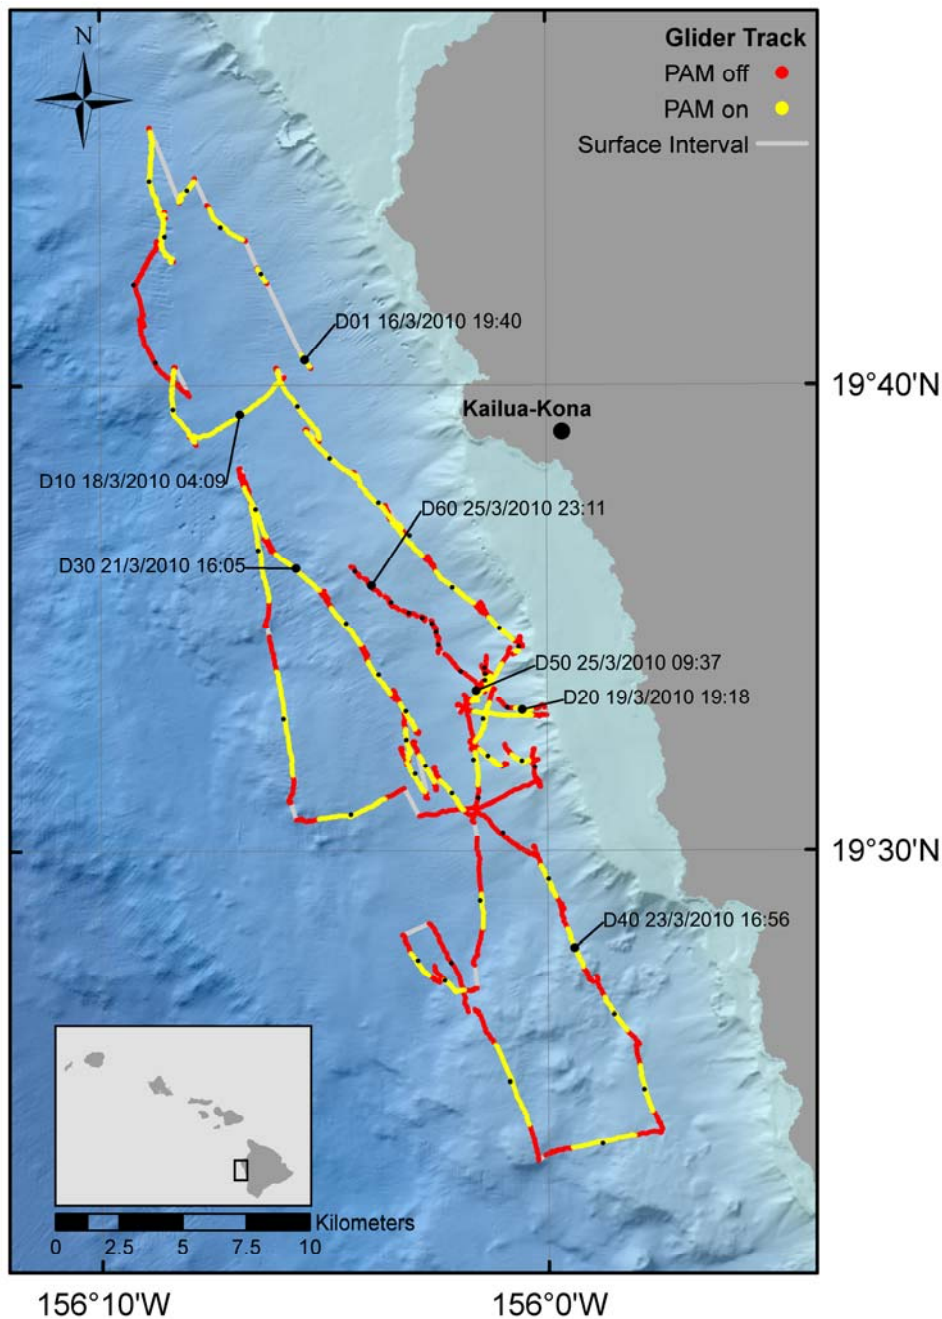 N
Glider Track
PAM off
PAM on
Surface Interval
D01 16/3/2010 19:40
19°40'N
Kailua-Kona
D10 18/3/2010 04:09
D60 25/3/2010 23:11
D30 21/3/2010 16:05
D50 25/3/2010 09:37
D20 19/3/2010 19:18
19°30'N
D40 23/3/2010 16:56
Kilometers
0 2.5 5 7.5 10
156°10'W 156°0'W